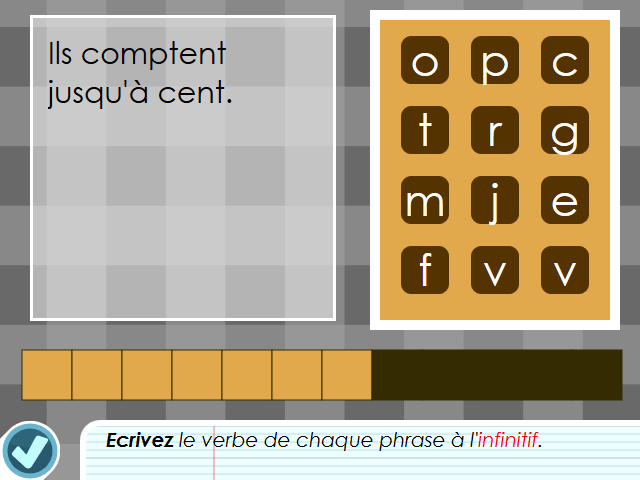 Ils comptent
jusqu'à cent.
o p c
t r g
m j e
f v v
Ecrivez le verbe de chaque phrase à l'infinitif.